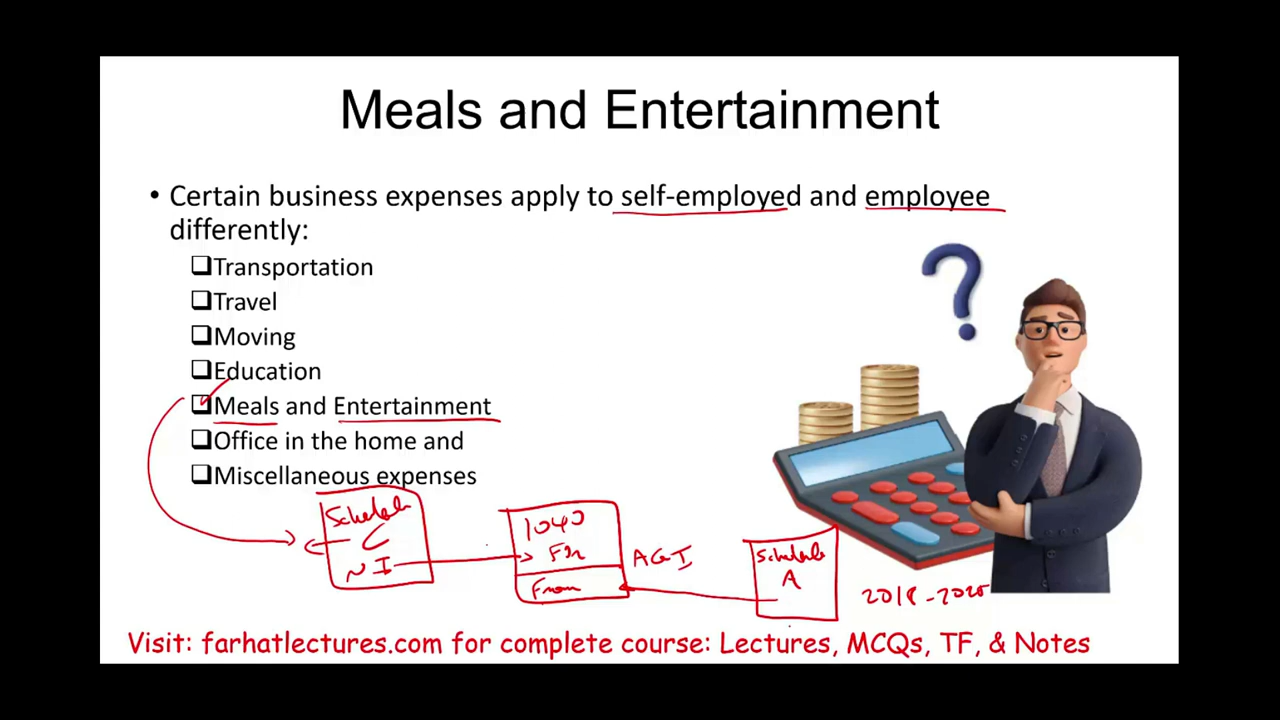 Meals and Entertainment
• Certain business expenses apply to self-employed and employee
differently:
❑Transportation
❑Travel
❑Moving
❑Education
❑Meals and Entertainment
❑Office in the home and
❑Miscellaneous expenses
Schedule
C
NI
1040
For
From
AGI
Schedule
A
2018-2025
Visit: farhatlectures.com for complete course: Lectures, MCQs, TF, & Notes